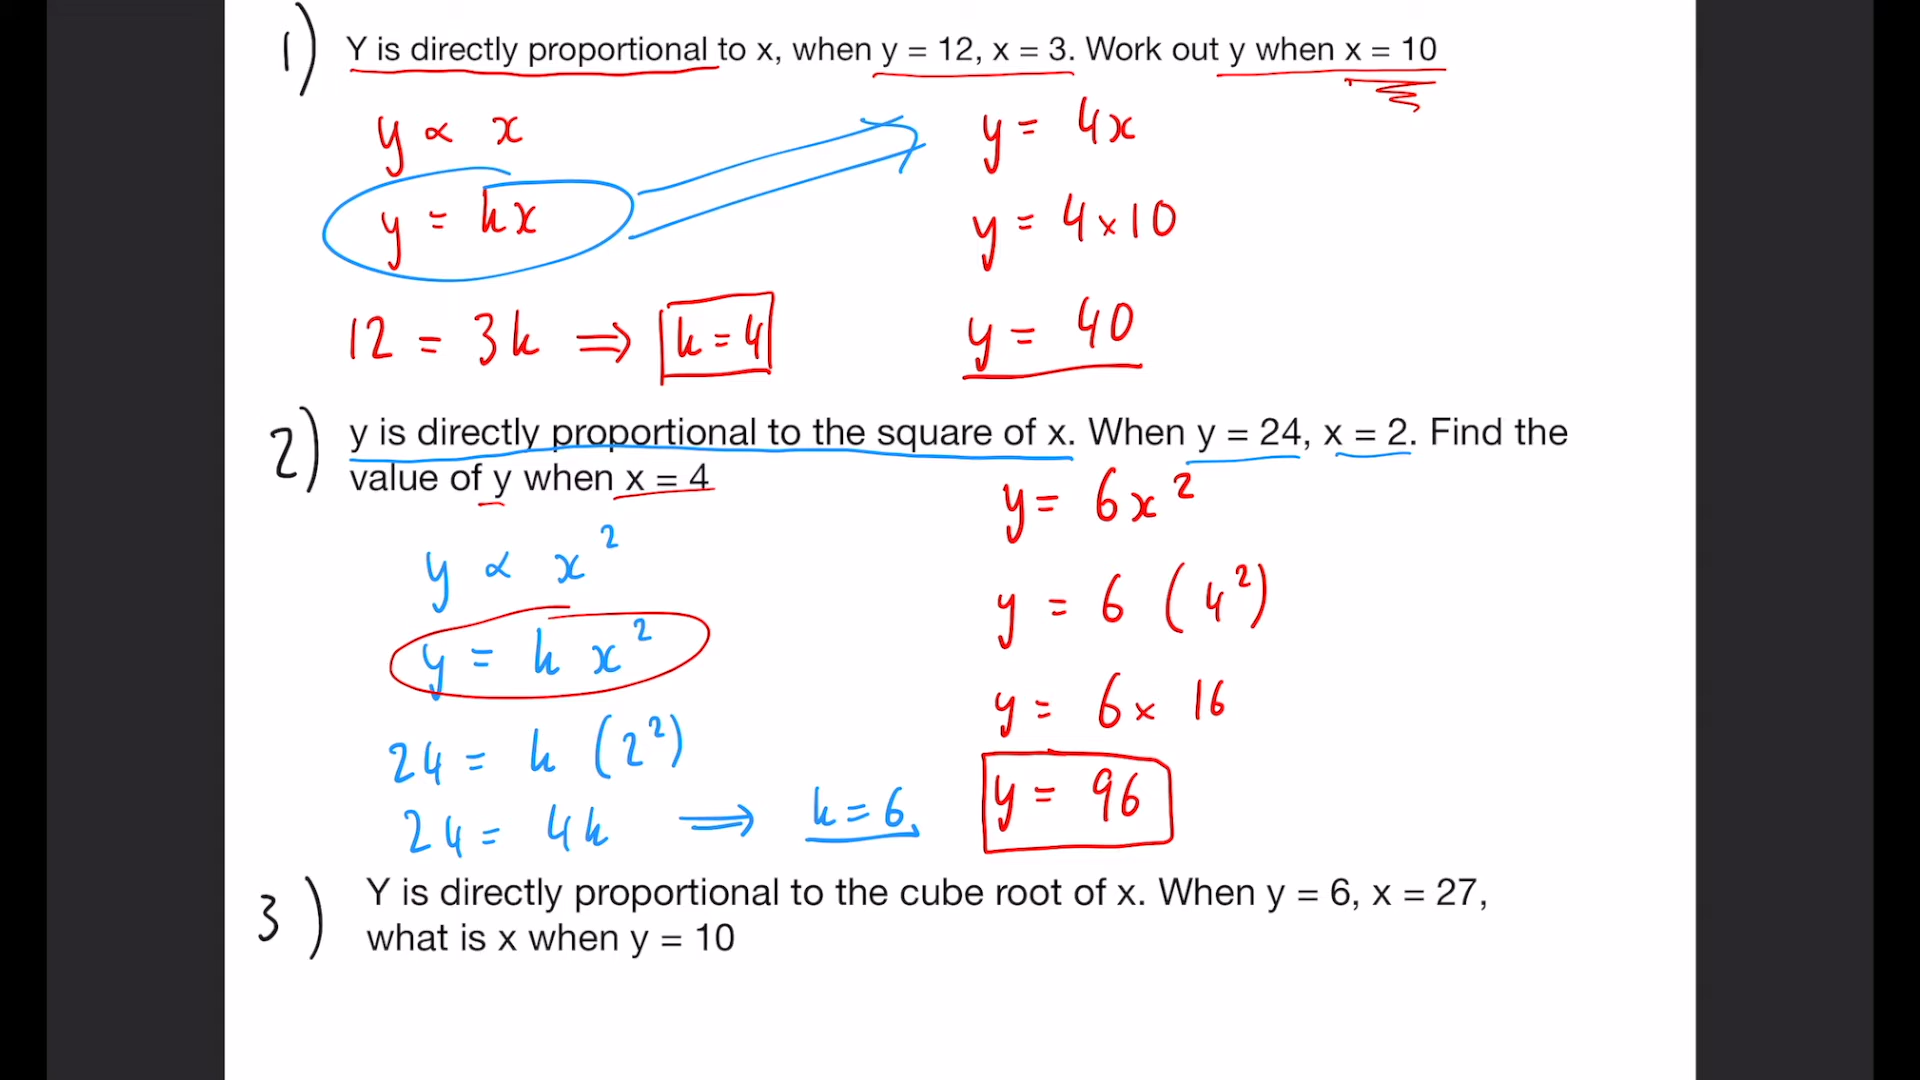 1) Y is directly proportional to x, when y = 12, x = 3. Work out y when x = 10
y ∝ x
y = kx
12 = 3k ⇒ k = 4
y = 4x
y = 4 × 10
y = 40
2) y is directly proportional to the square of x. When y = 24, x = 2. Find the
value of y when x = 4
y ∝ x²
y = k x²
24 = k (2²)
24 = 4k ⇒ k = 6
y = 6x²
y = 6 (4²)
y = 6 × 16
y = 96
3) Y is directly proportional to the cube root of x. When y = 6, x = 27,
what is x when y = 10